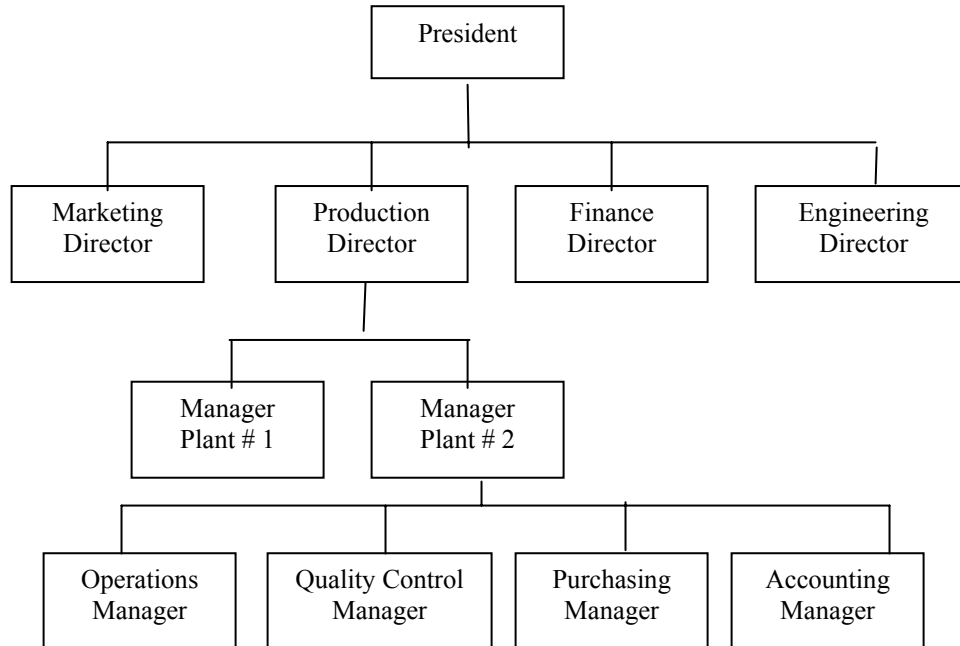 President
Marketing
Director
Production
Director
Finance
Director
Engineering
Director
Manager
Plant # 1
Manager
Plant # 2
Operations
Manager
Quality Control
Manager
Purchasing
Manager
Accounting
Manager